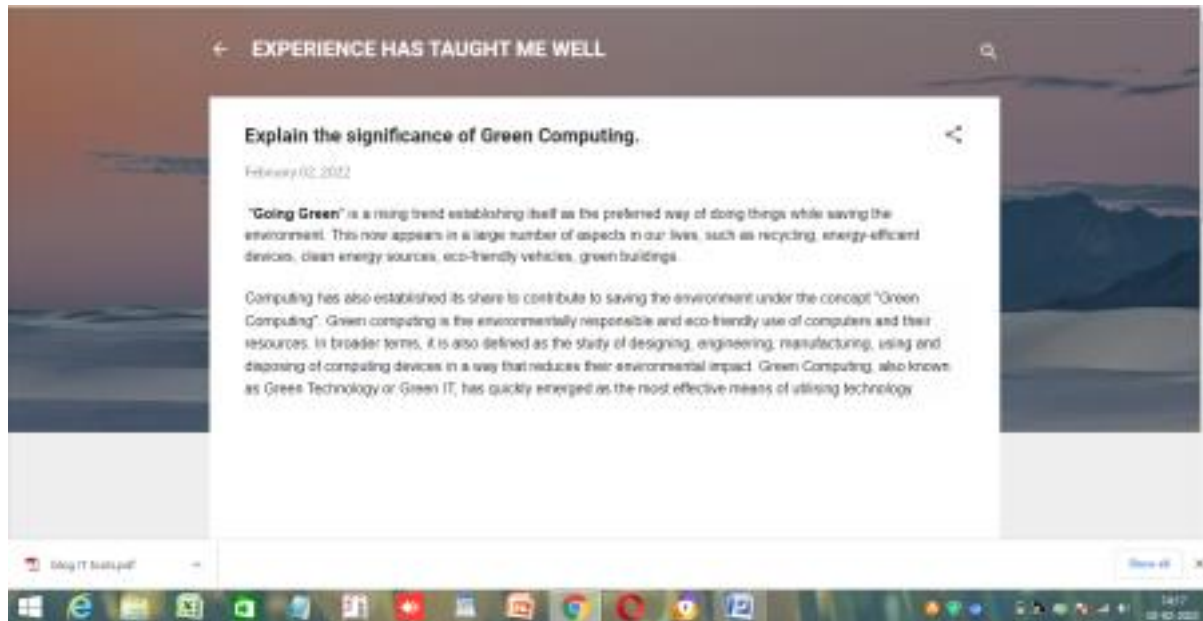 EXPERIENCE HAS TAUGHT ME WELL
Explain the significance of Green Computing.
February 02, 2022
"Going Green" is a rising trend establishing itself as the preferred way of doing things while saving the
environment. This now appears in a large number of aspects in our lives, such as recycling, energy-efficient
devices, clean energy sources, eco-friendly vehicles, green buildings.
Computing has also established its share to contribute to saving the environment under the concept "Green
Computing". Green computing is the environmentally responsible and eco-friendly use of computers and their
resources. In broader terms, it is also defined as the study of designing, engineering, manufacturing, using and
disposing of computing devices in a way that reduces their environmental impact. Green Computing, also known
as Green Technology or Green IT, has quickly emerged as the most effective means of utilising technology.
blog IT tools.pdf
Show all
14:17